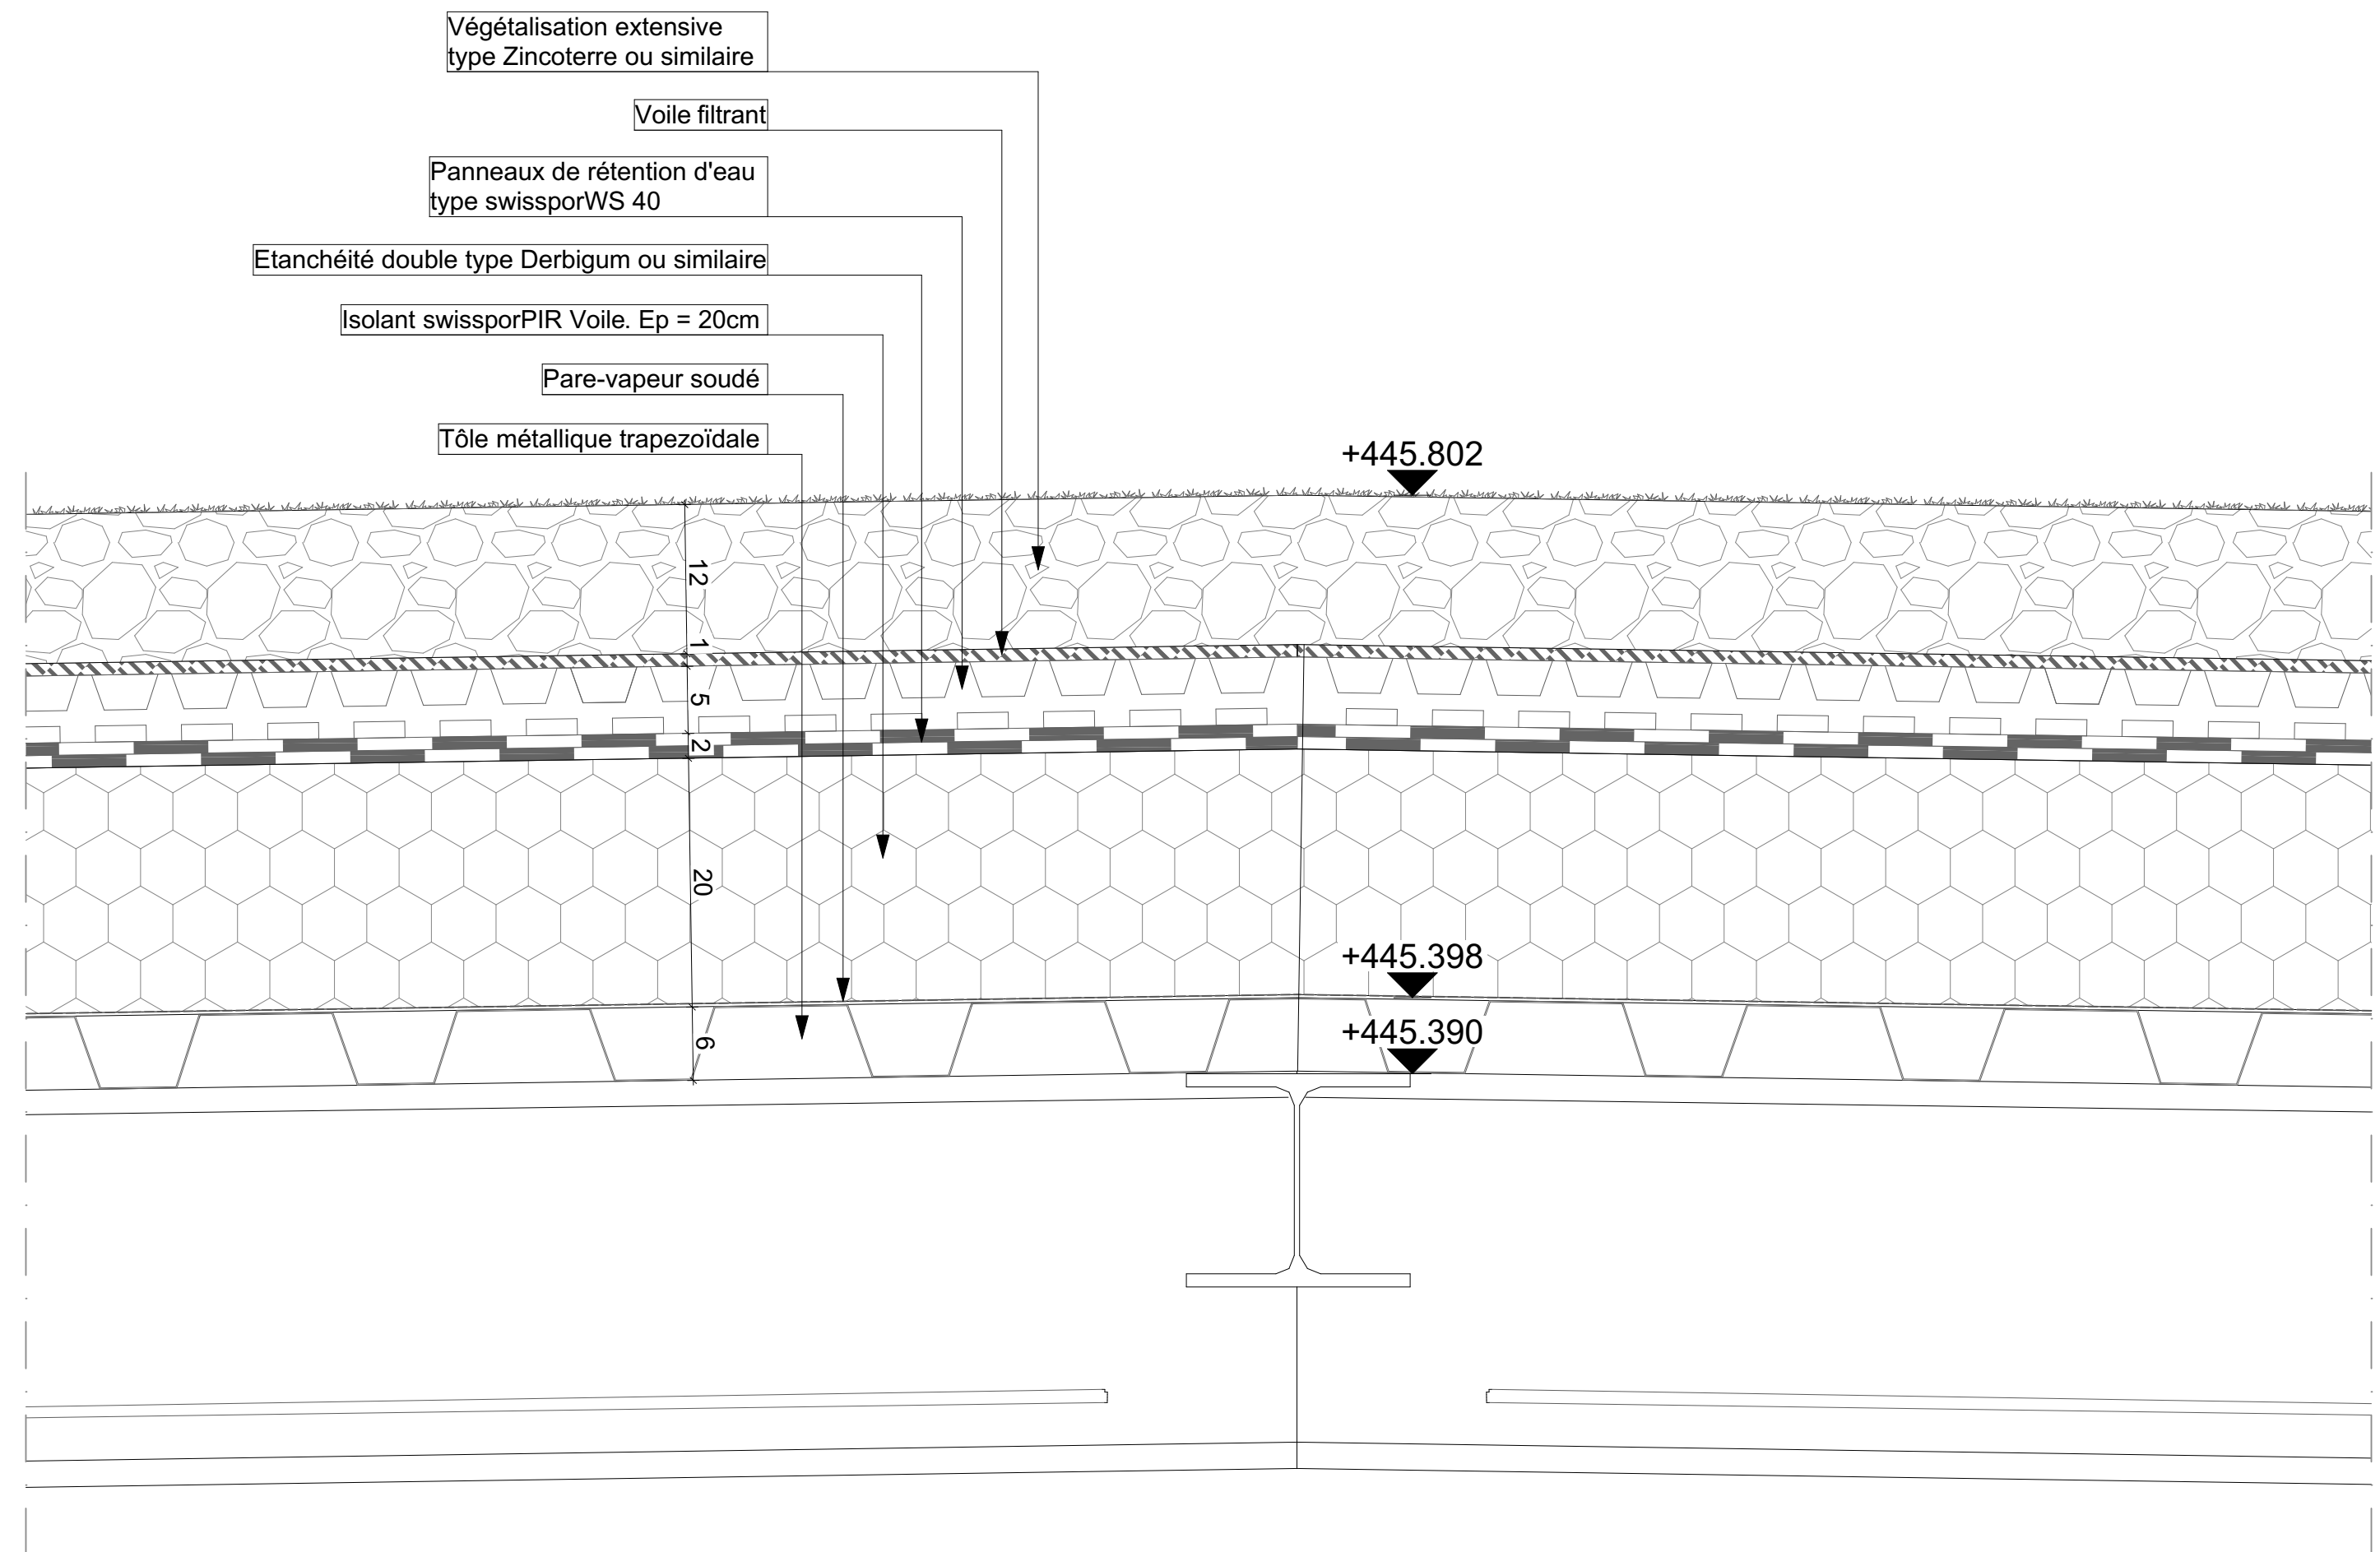 Végétalisation extensive
type Zincoterre ou similaire
Voile filtrant
Panneaux de rétention d'eau
type swissporWS 40
Etanchéité double type Derbigum ou similaire
Isolant swissporPIR Voile. Ep = 20cm
Pare-vapeur soudé
Tôle métallique trapezoïdale
+445.802
12
1
5
2
20
+445.398
+445.390
6